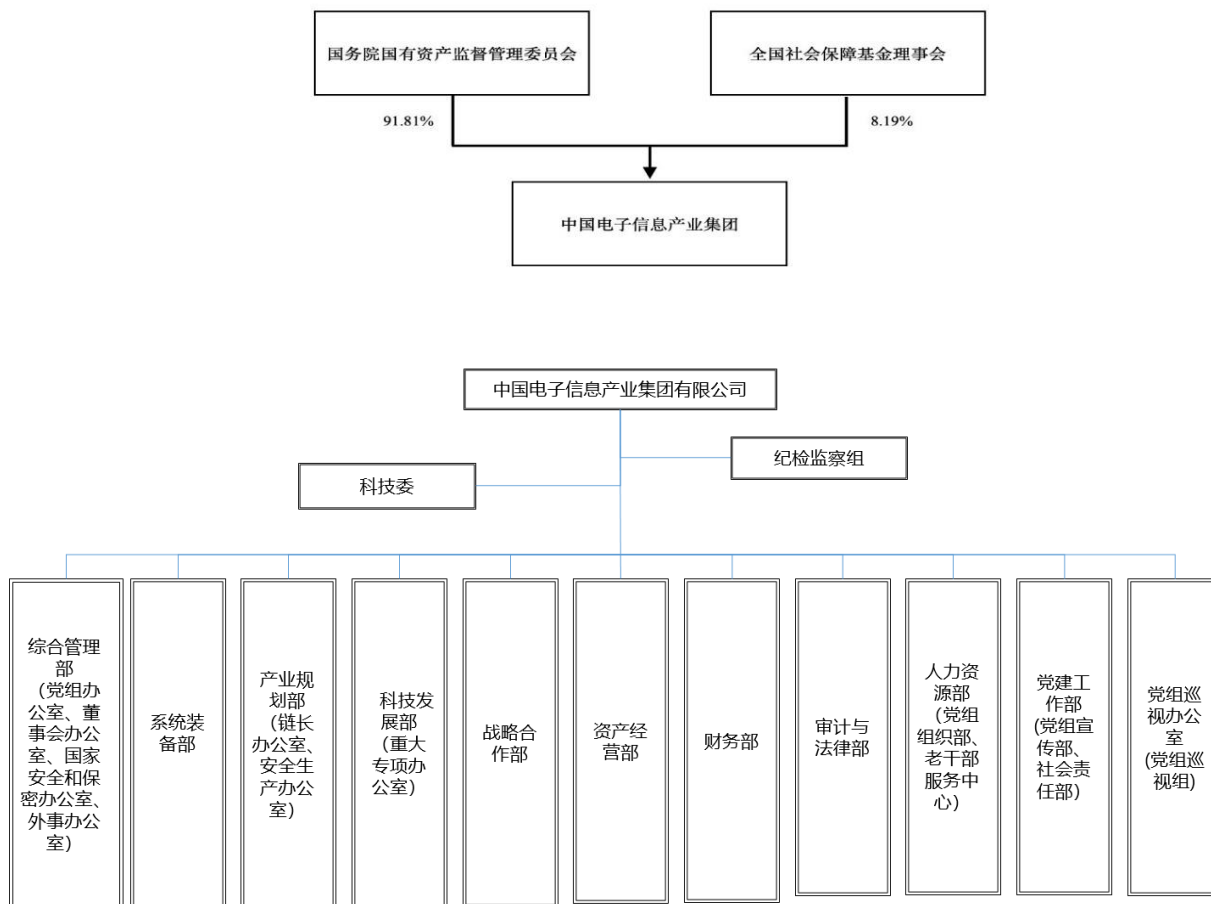 国务院国有资产监督管理委员会
全国社会保障基金理事会
91.81%
8.19%
中国电子信息产业集团
中国电子信息产业集团有限公司
纪检监察组
科技委
综合管理
部
（党组办
公室、董
事会办公
室、国家
安全和保
密办公室、
外事办公
室）
系统装
备部
产业规
划部
（链长
办公室、
安全生
产办公
室）
科技发
展部
（重大
专项办
公室）
战略合
作部
资产经
营部
财务部
审计与
法律部
人力资
源部
（党组
组织部、
老干部
服务中
心）
党建工
作部
(党组宣
传部、
社会责
任部）
党组巡
视办公
室
(党组巡
视组)